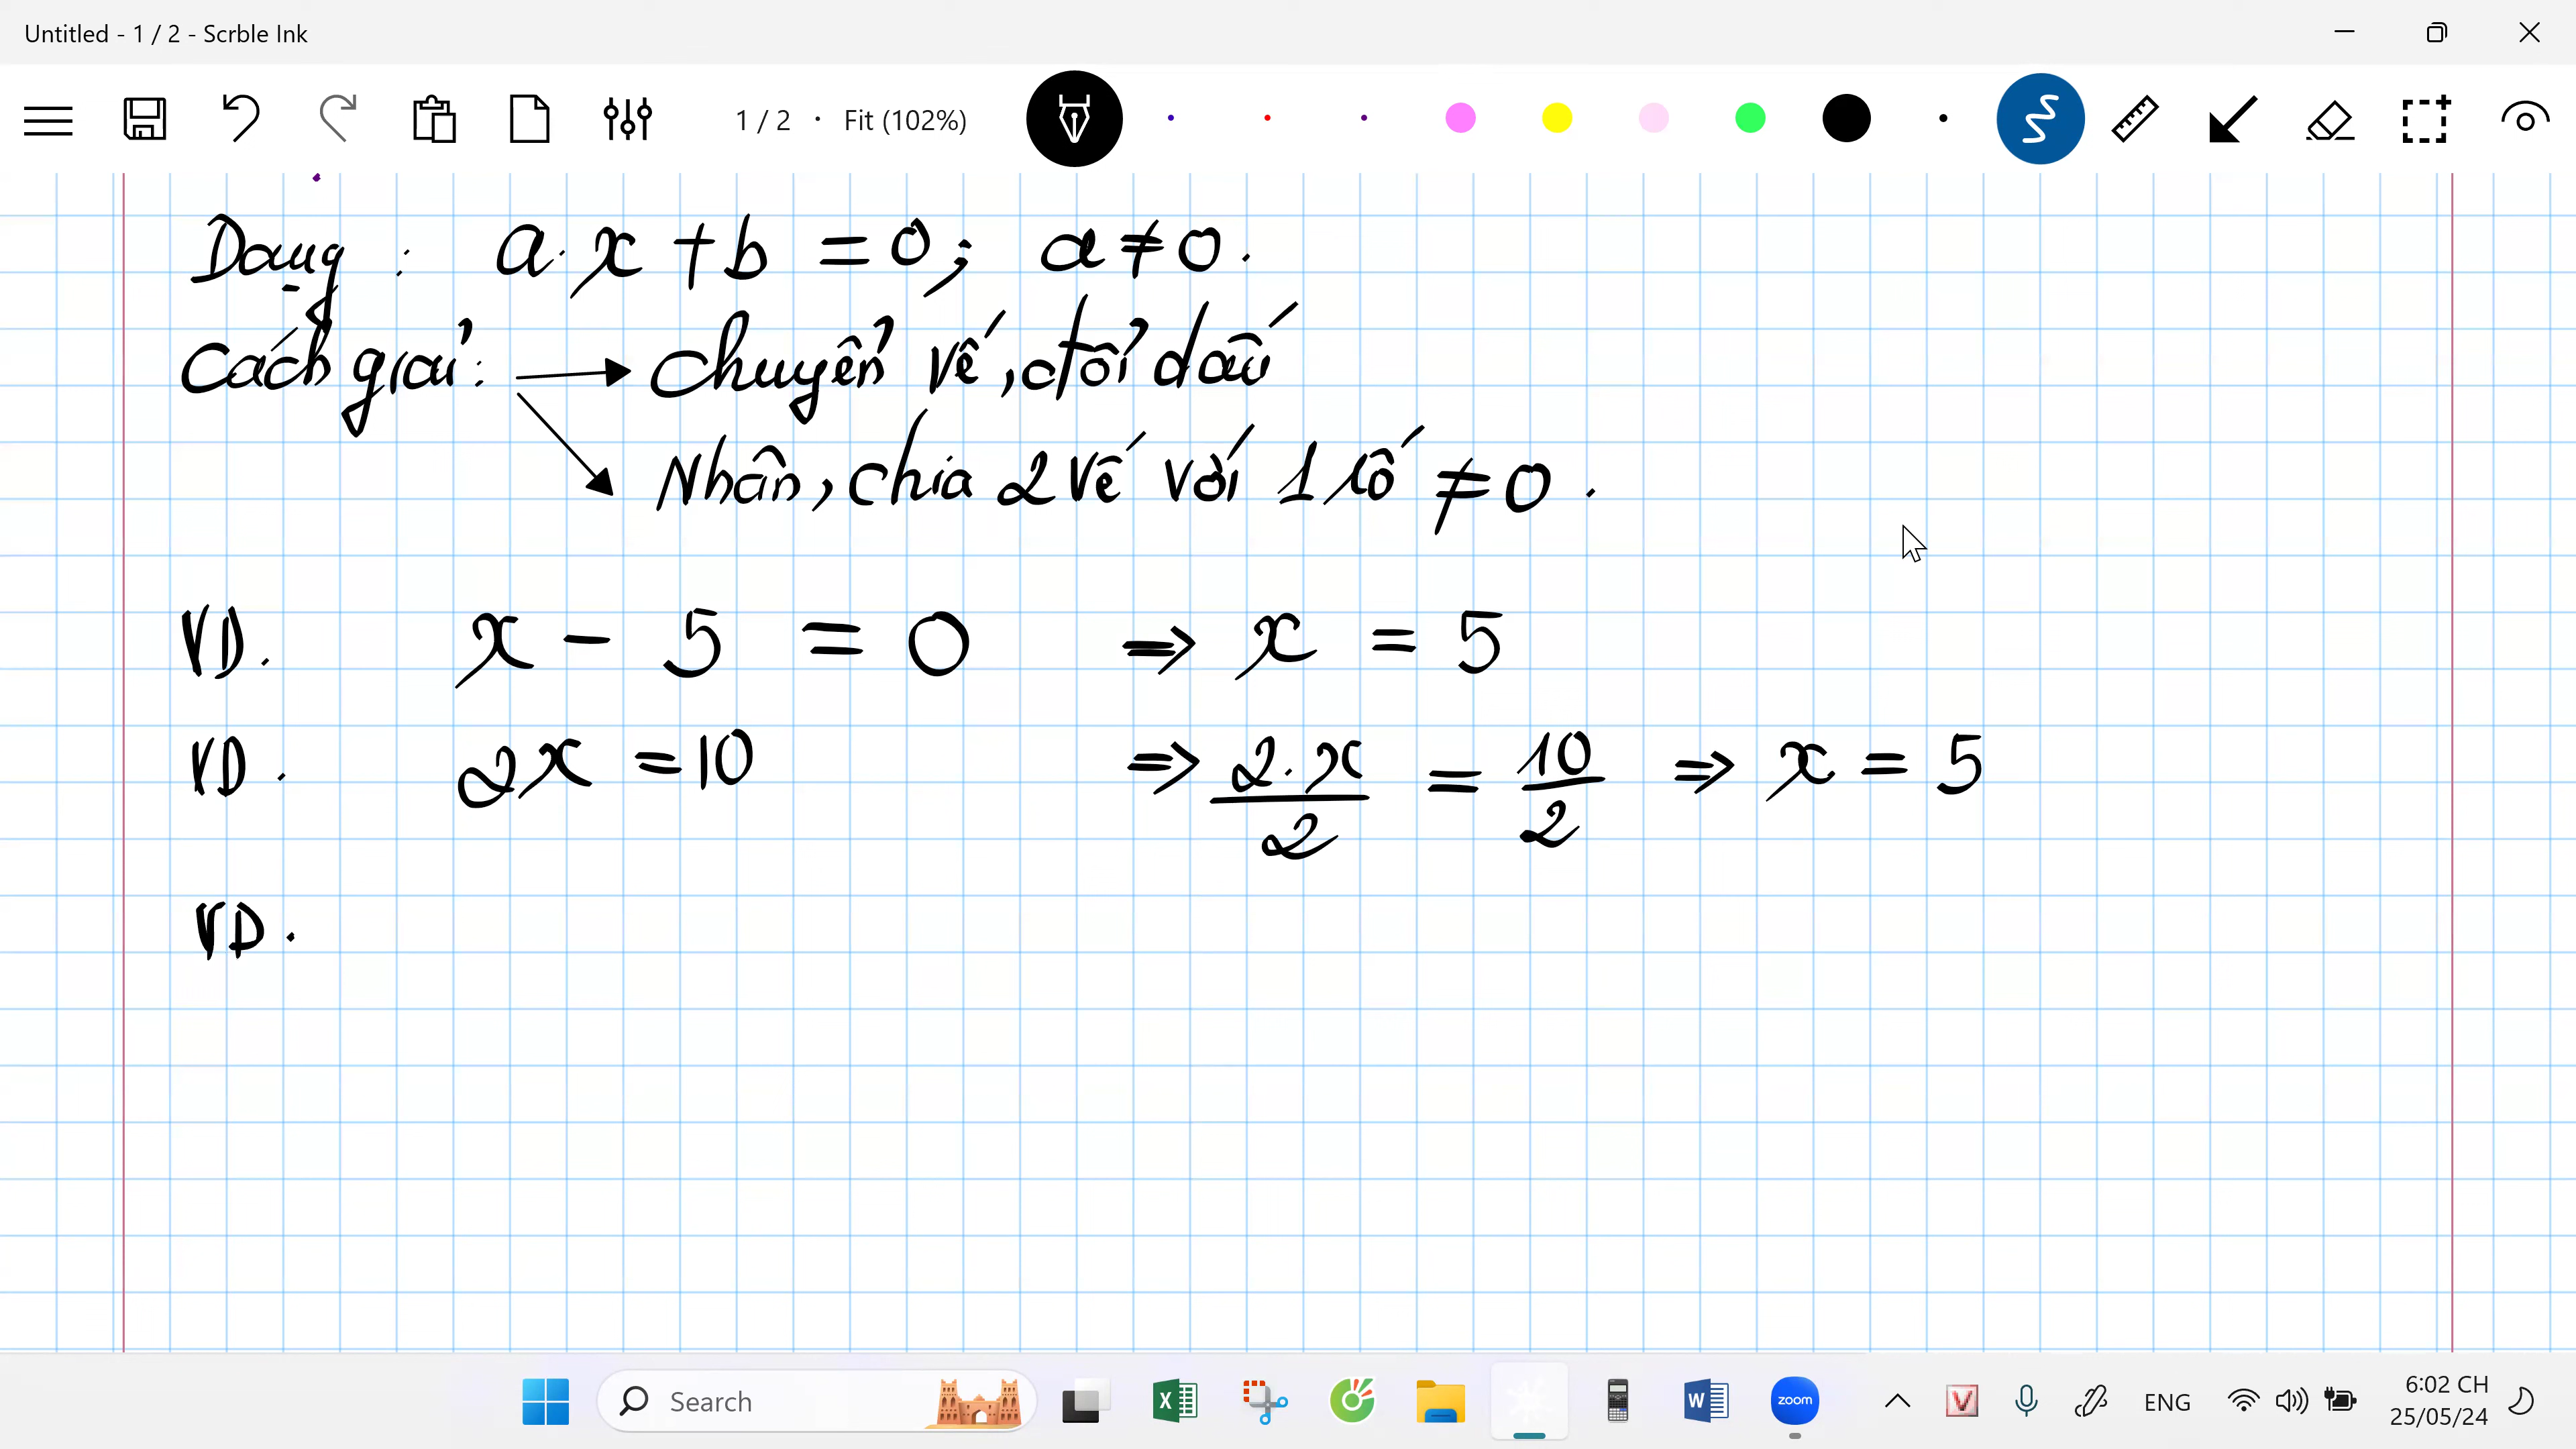 Untitled - 1 / 2 - Scrble Ink
1 / 2 · Fit (102%)
Dạng : a.x + b = 0; a ≠ 0.
Cách giải: → Chuyển vế, đổi dấu
Nhân, chia 2 vế với 1 số ≠ 0.
VD. x - 5 = 0 ⇒ x = 5
VD. 2x = 10 ⇒ 2.x/2 = 10/2 ⇒ x = 5
VD.
Search
zoom
ENG
6:02 CH
25/05/24